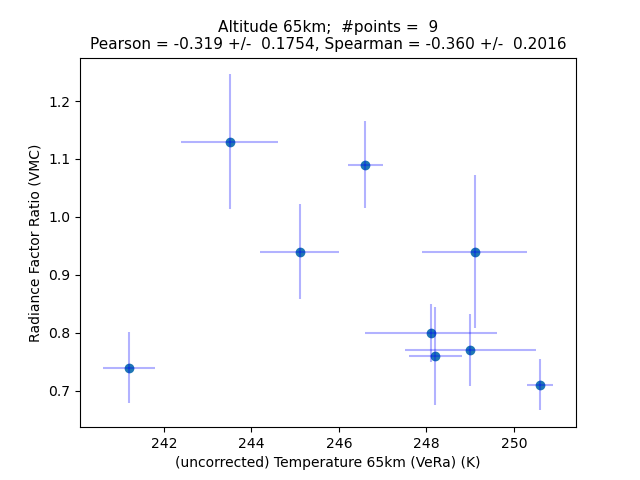 Altitude 65km;  #points =  9
Pearson = -0.319 +/-  0.1754, Spearman = -0.360 +/-  0.2016
1.2
1.1
1.0
0.9
0.8
0.7
Radiance Factor Ratio (VMC)
242 244 246 248 250
(uncorrected) Temperature 65km (VeRa) (K)